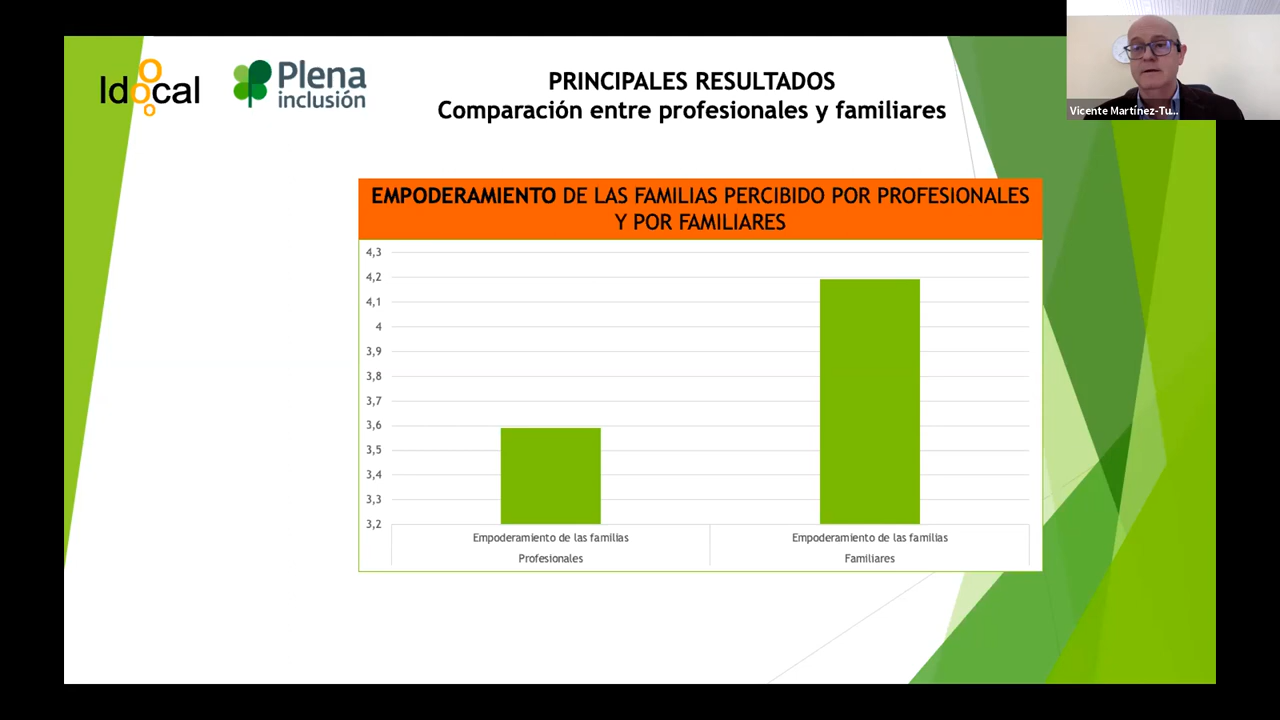 Idocal
Plena
inclusión
PRINCIPALES RESULTADOS
Comparación entre profesionales y familiares
Vicente Martínez-Tu...
EMPODERAMIENTO DE LAS FAMILIAS PERCIBIDO POR PROFESIONALES
Y POR FAMILIARES
4,3
4,2
4,1
4
3,9
3,8
3,7
3,6
3,5
3,4
3,3
3,2
Empoderamiento de las familias
Empoderamiento de las familias
Profesionales
Familiares